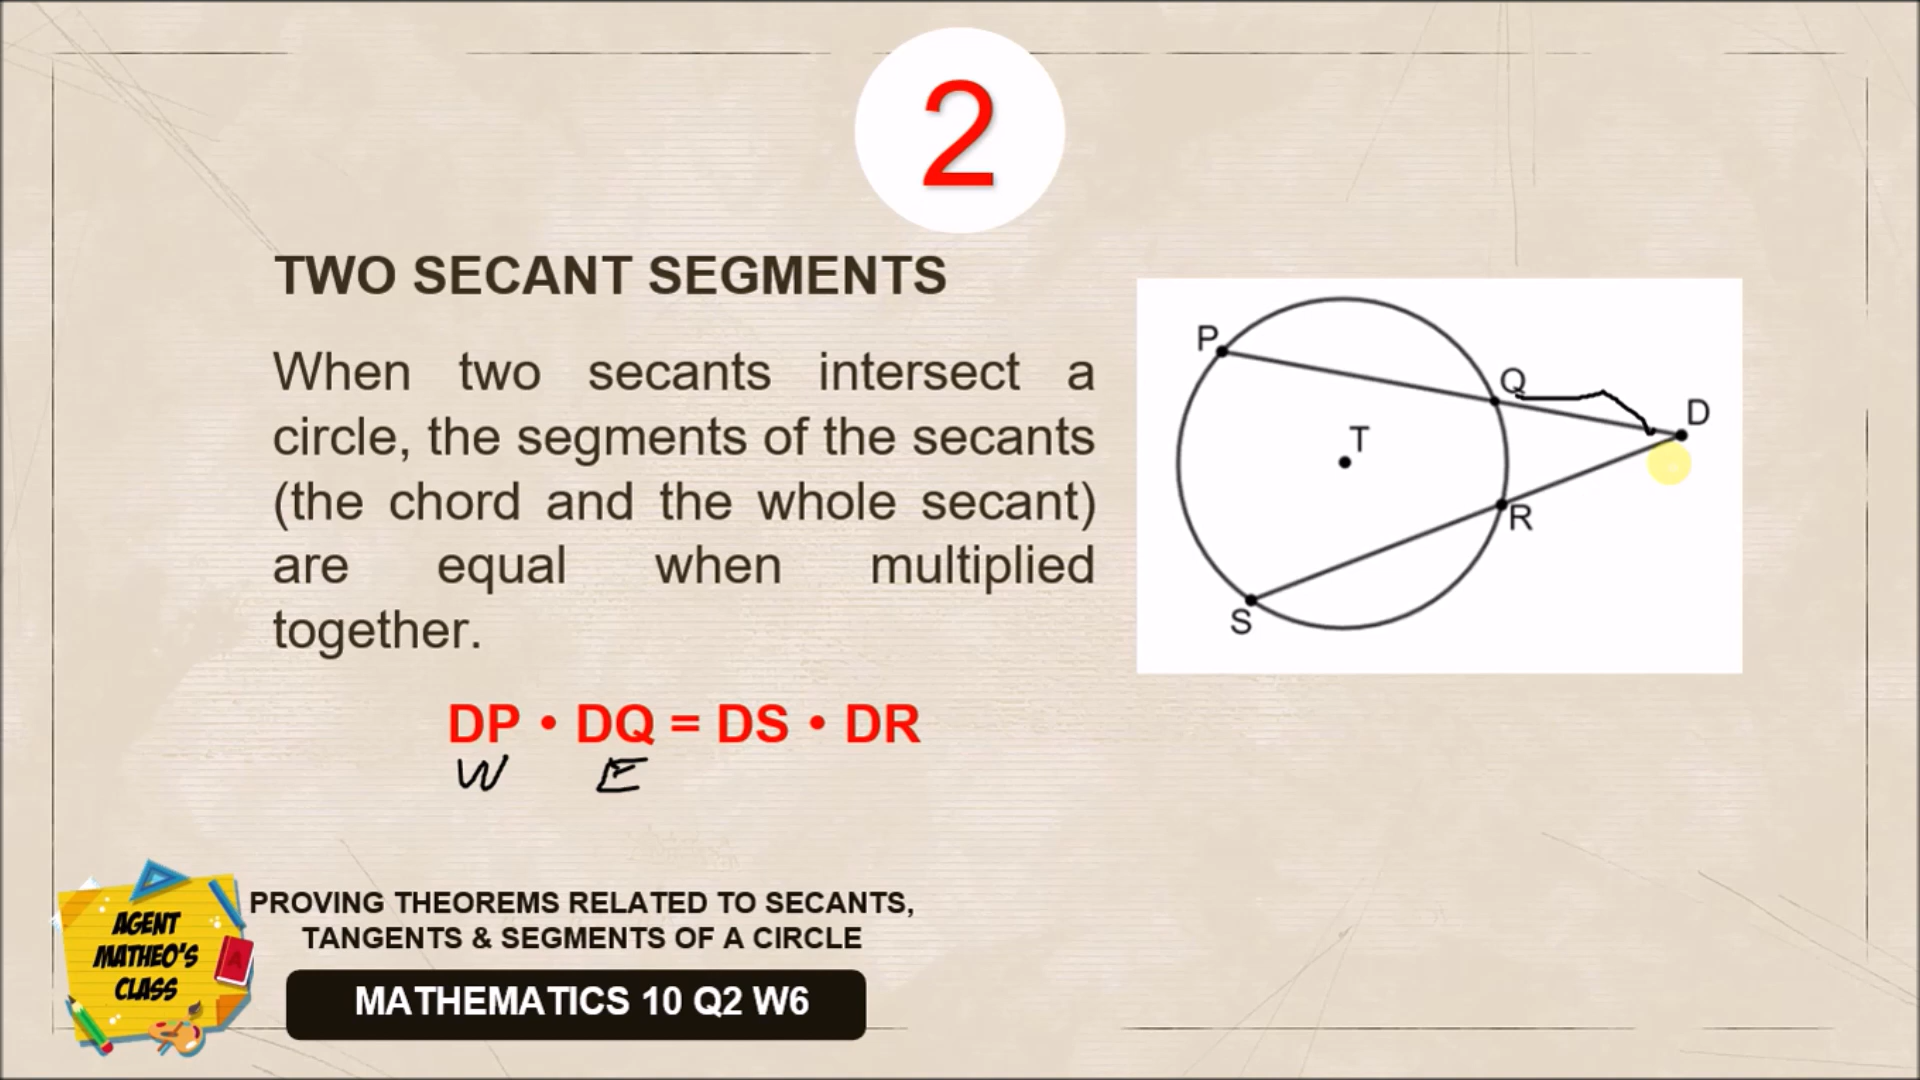 2
TWO SECANT SEGMENTS
When two secants intersect a
circle, the segments of the secants
(the chord and the whole secant)
are equal when multiplied
together.
DP • DQ = DS • DR
W E
P
Q
D
T
R
S
AGENT
MATHEO'S
CLASS
A
PROVING THEOREMS RELATED TO SECANTS,
TANGENTS & SEGMENTS OF A CIRCLE
MATHEMATICS 10 Q2 W6